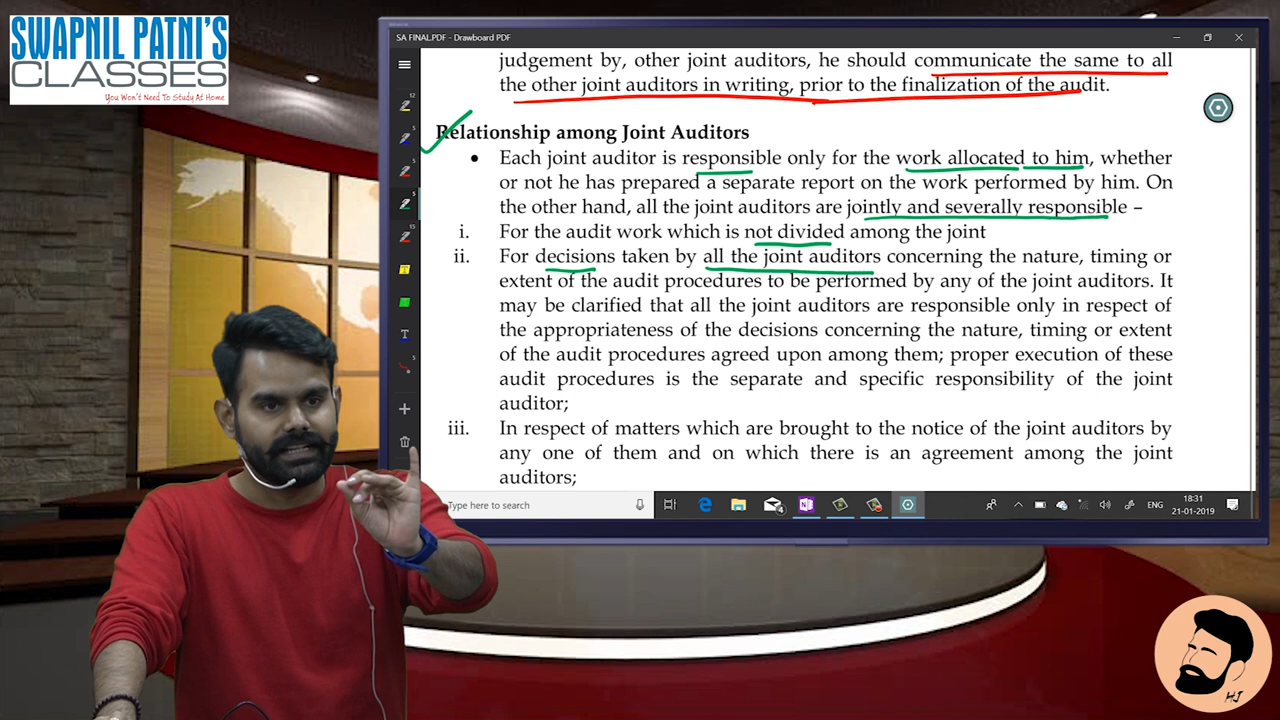 SWAPNIL PATNI'S
CLASSES
You Won't Need To Study At Home
SA FINAL.PDF - Drawboard PDF
judgement by, other joint auditors, he should communicate the same to all
the other joint auditors in writing, prior to the finalization of the audit.
Relationship among Joint Auditors
• Each joint auditor is responsible only for the work allocated to him, whether
or not he has prepared a separate report on the work performed by him. On
the other hand, all the joint auditors are jointly and severally responsible –
i. For the audit work which is not divided among the joint
ii. For decisions taken by all the joint auditors concerning the nature, timing or
extent of the audit procedures to be performed by any of the joint auditors. It
may be clarified that all the joint auditors are responsible only in respect of
the appropriateness of the decisions concerning the nature, timing or extent
of the audit procedures agreed upon among them; proper execution of these
audit procedures is the separate and specific responsibility of the joint
auditor;
iii. In respect of matters which are brought to the notice of the joint auditors by
any one of them and on which there is an agreement among the joint
auditors;
Type here to search
ENG
18:31
21-01-2019
HJ